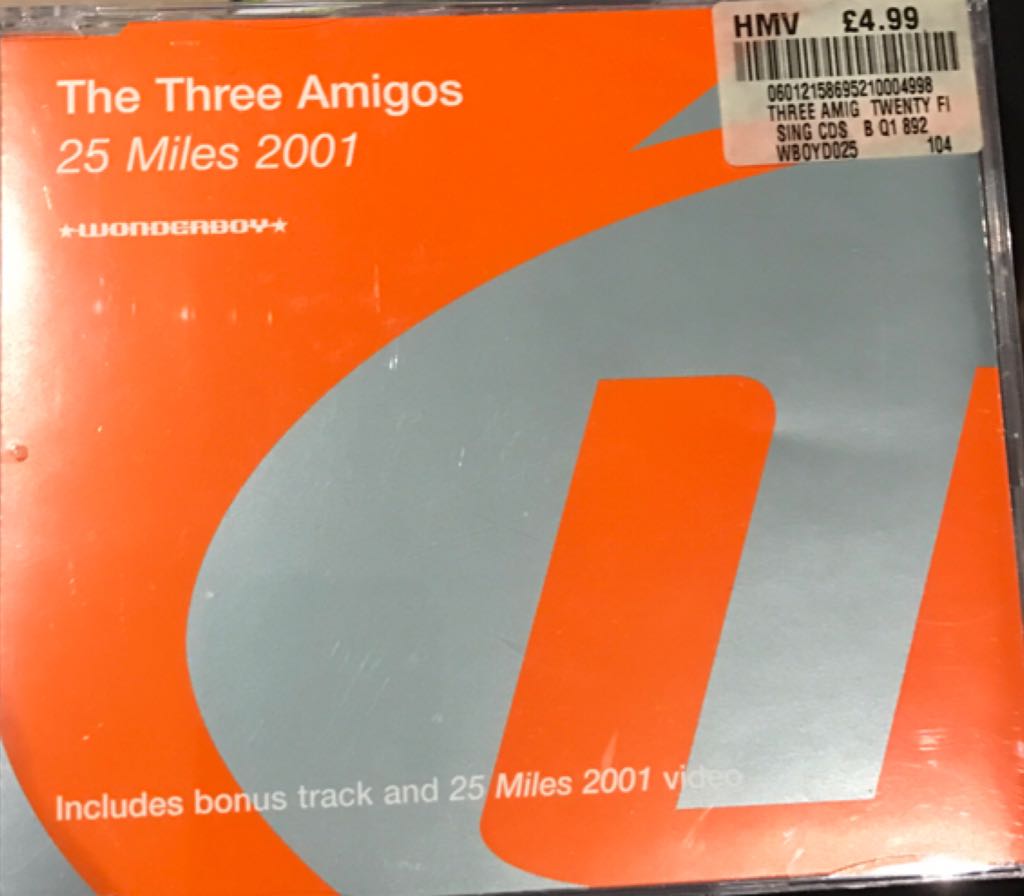 The Three Amigos
25 Miles 2001
★WONDERBOY★
HMV £4.99
06012158695210004998
THREE AMIG TWENTY FI
SING CDS B Q1 892
WBOYD025 104
Includes bonus track and 25 Miles 2001 video